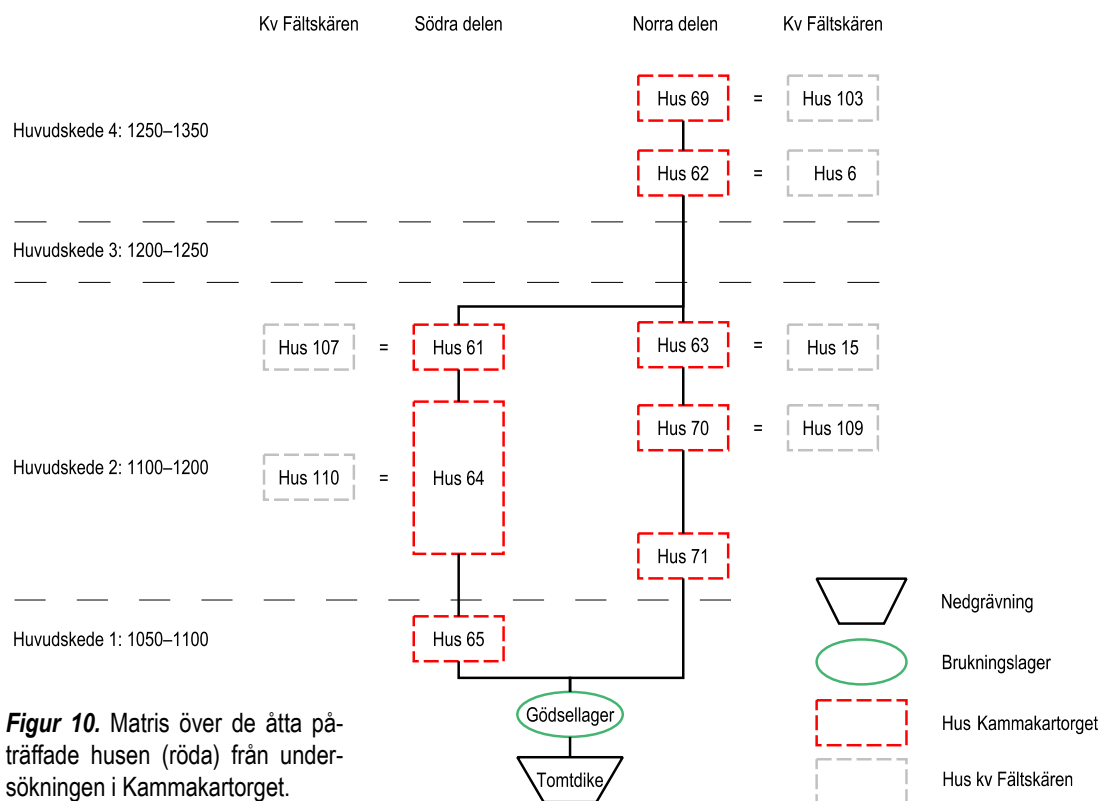 Kv Fältskären Södra delen Norra delen Kv Fältskären
Hus 69 = Hus 103
Huvudskede 4: 1250–1350
Hus 62 = Hus 6
Huvudskede 3: 1200–1250
Hus 107 = Hus 61 Hus 63 = Hus 15
Hus 70 = Hus 109
Huvudskede 2: 1100–1200
Hus 110 = Hus 64
Hus 71
Huvudskede 1: 1050–1100
Hus 65
Gödsellager
Tomtdike
Nedgrävning
Brukningslager
Hus Kammakartorget
Hus kv Fältskären
Figur 10. Matris över de åtta på-
träffade husen (röda) från under-
sökningen i Kammakartorget.